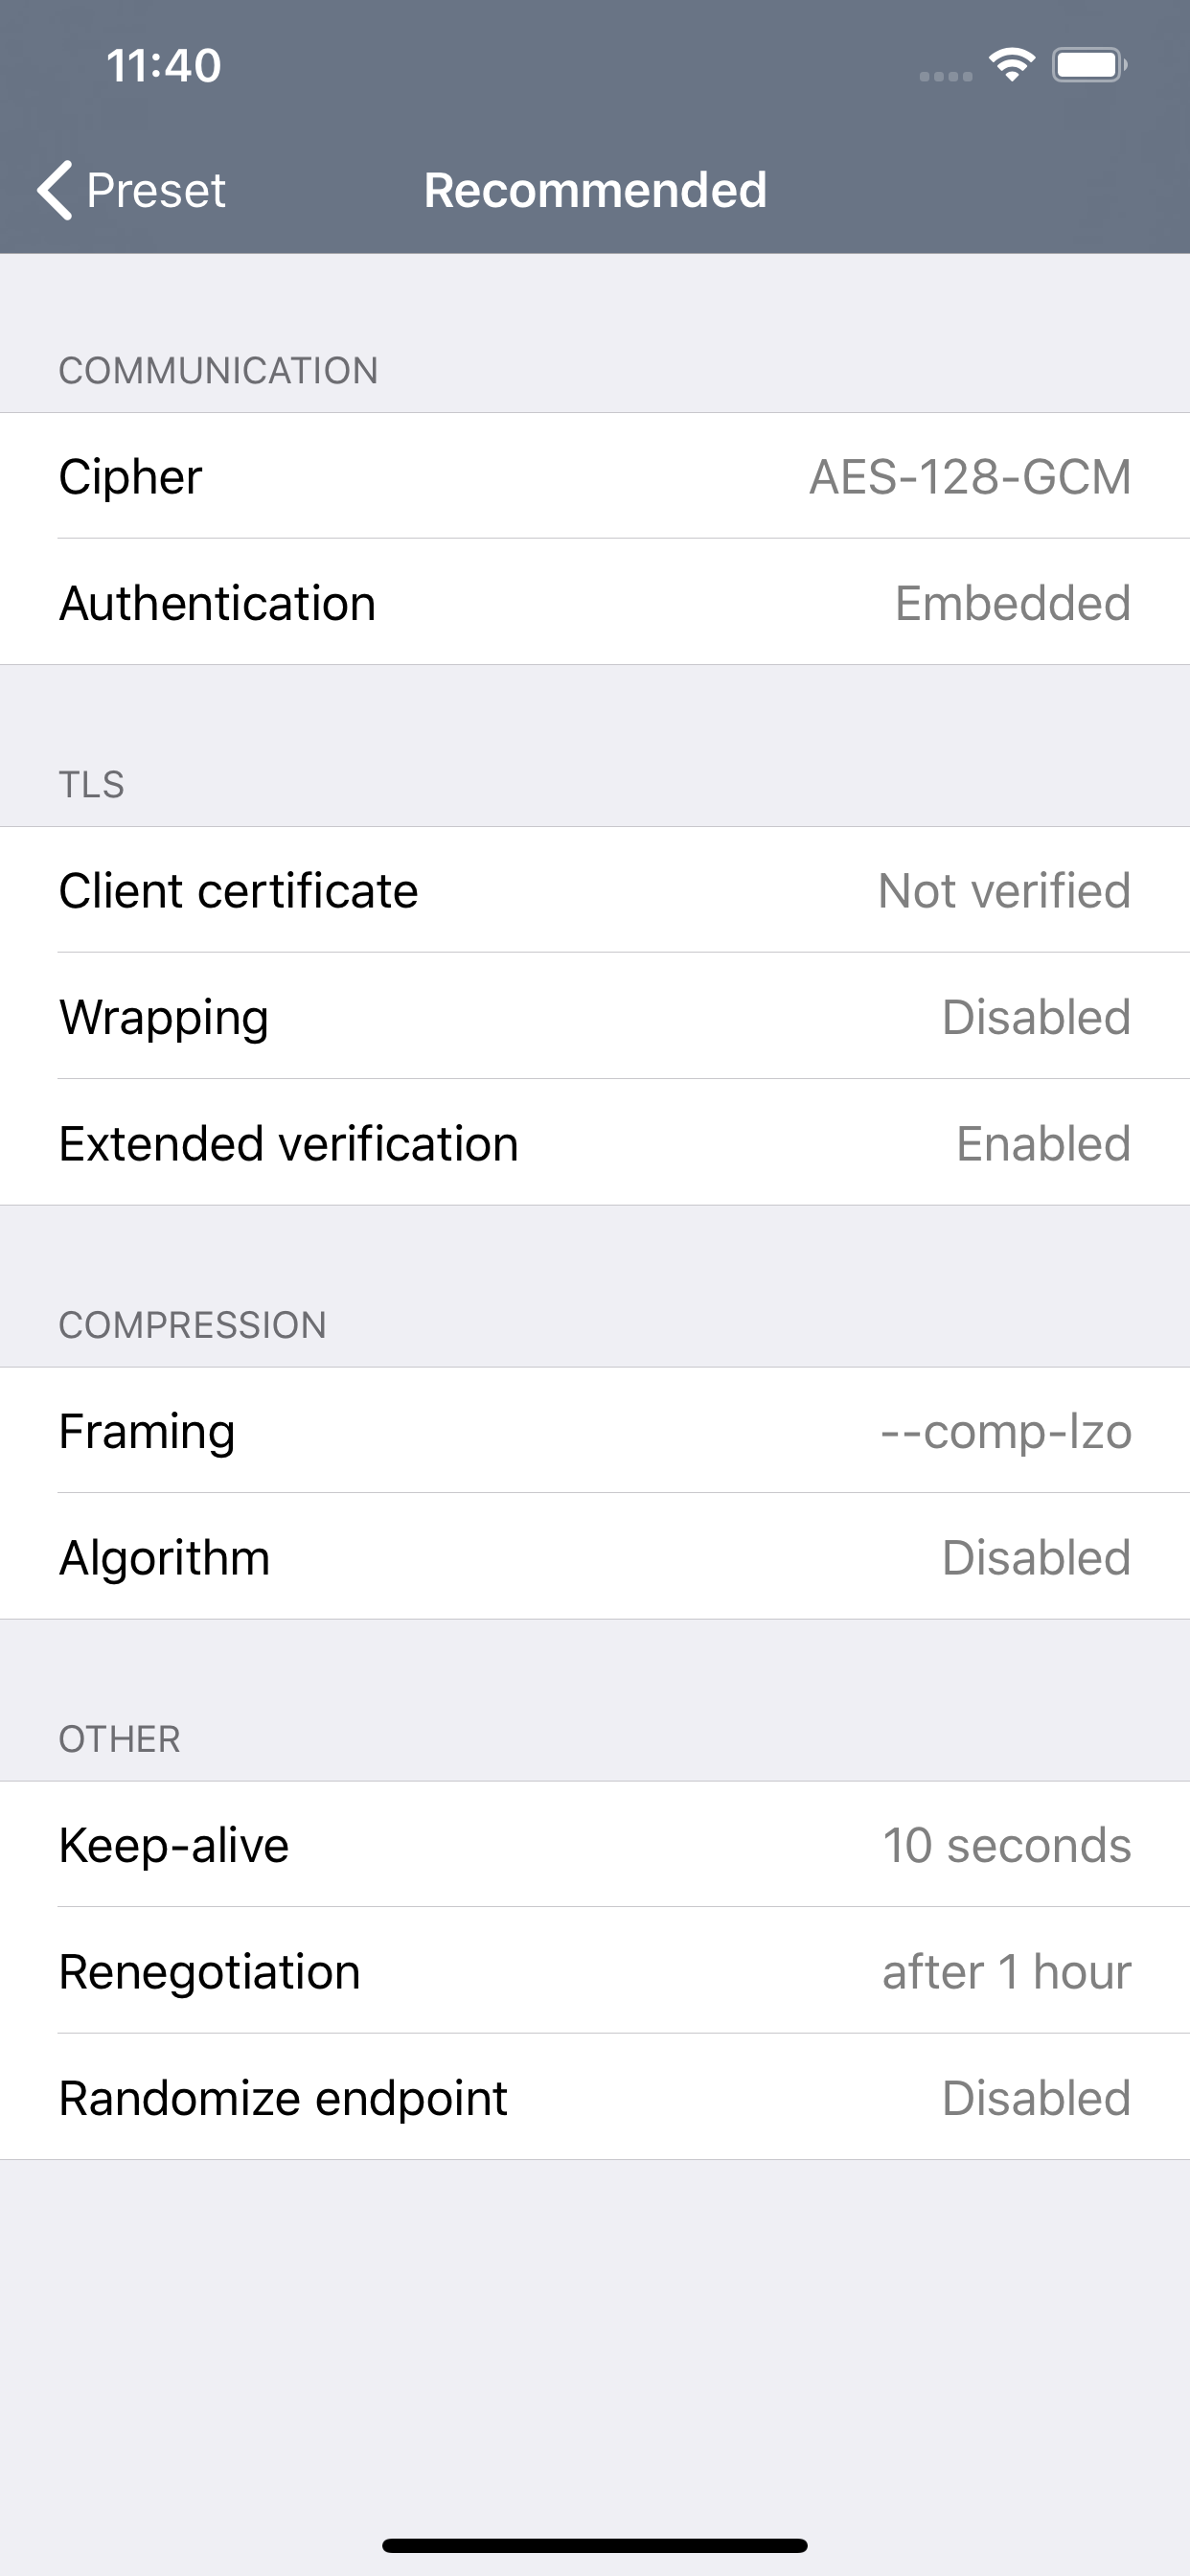 11:40
Preset Recommended
COMMUNICATION
Cipher AES-128-GCM
Authentication Embedded
TLS
Client certificate Not verified
Wrapping Disabled
Extended verification Enabled
COMPRESSION
Framing --comp-lzo
Algorithm Disabled
OTHER
Keep-alive 10 seconds
Renegotiation after 1 hour
Randomize endpoint Disabled